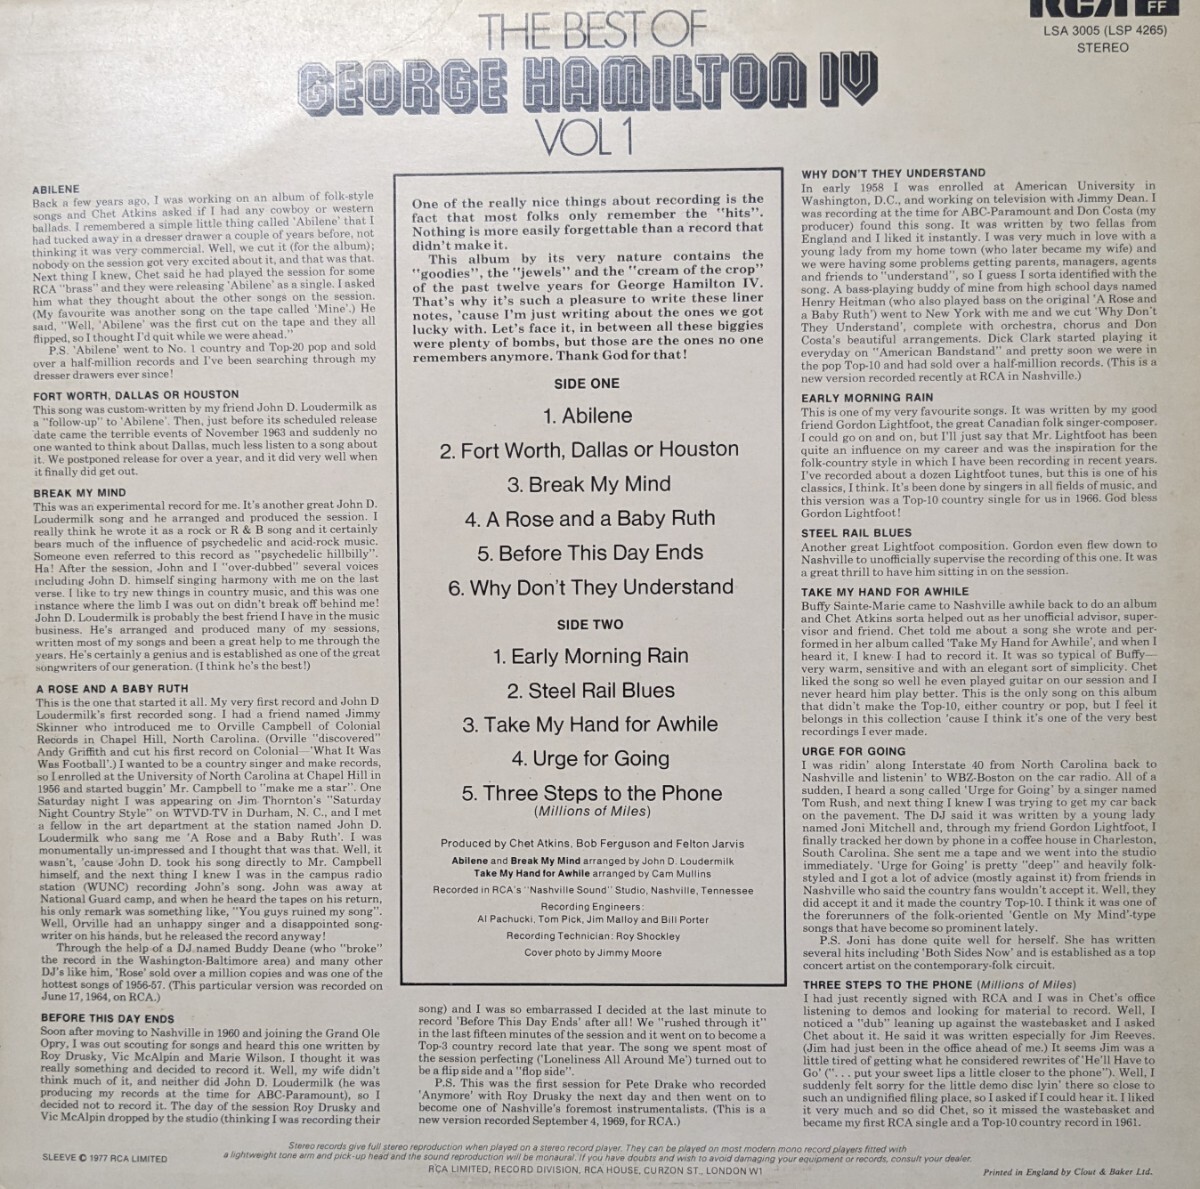 RCA FF
LSA 3005 (LSP 4265)
STEREO
THE BEST OF
GEORGE HAMILTON IV
VOL 1
ABILENE
Back a few years ago, I was working on an album of folk-style
songs and Chet Atkins asked if I had any cowboy or western
ballads. I remembered a simple little thing called 'Abilene' that I
had tucked away in a dresser drawer a couple of years before, not
thinking it was very commercial. Well, we cut it (for the album);
nobody on the session got very excited about it, and that was that.
Next thing I knew, Chet said he had played the session for some
RCA "brass" and they were releasing 'Abilene' as a single. I asked
him what they thought about the other songs on the session.
(My favourite was another song on the tape called 'Mine'.) He
said, "Well, 'Abilene' was the first cut on the tape and they all
flipped, so I thought I'd quit while we were ahead."
P.S. 'Abilene' went to No. 1 country and Top-20 pop and sold
over a half-million records and I've been searching through my
dresser drawers ever since!
FORT WORTH, DALLAS OR HOUSTON
This song was custom-written by my friend John D. Loudermilk as
a "follow-up" to 'Abilene'. Then, just before its scheduled release
date came the terrible events of November 1963 and suddenly no
one wanted to think about Dallas, much less listen to a song about
it. We postponed release for over a year, and it did very well when
it finally did get out.
BREAK MY MIND
This was an experimental record for me. It's another great John D.
Loudermilk song and he arranged and produced the session. I
really think he wrote it as a rock or R & B song and it certainly
bears much of the influence of psychedelic and acid-rock music.
Someone even referred to this record as "psychedelic hillbilly".
Ha! After the session, John and I "over-dubbed" several voices
including John D. himself singing harmony with me on the last
verse. I like to try new things in country music, and this was one
instance where the limb I was out on didn't break off behind me!
John D. Loudermilk is probably the best friend I have in the music
business. He's arranged and produced many of my sessions,
written most of my songs and been a great help to me through the
years. He's certainly a genius and is established as one of the great
songwriters of our generation. (I think he's the best!)
A ROSE AND A BABY RUTH
This is the one that started it all. My very first record and John D
Loudermilk's first recorded song. I had a friend named Jimmy
Skinner who introduced me to Orville Campbell of Colonial
Records in Chapel Hill, North Carolina. (Orville "discovered"
Andy Griffith and cut his first record on Colonial—'What It Was
Was Football'.) I wanted to be a country singer and make records,
so I enrolled at the University of North Carolina at Chapel Hill in
1956 and started buggin' Mr. Campbell to "make me a star". One
Saturday night I was appearing on Jim Thornton's "Saturday
Night Country Style" on WTVD-TV in Durham, N. C., and I met
a fellow in the art department at the station named John D.
Loudermilk who sang me 'A Rose and a Baby Ruth'. I was
monumentally un-impressed and I thought that was that. Well, it
wasn't, 'cause John D. took his song directly to Mr. Campbell
himself, and the next thing I knew I was in the campus radio
station (WUNC) recording John's song. John was away at
National Guard camp, and when he heard the tapes on his return,
his only remark was something like, "You guys ruined my song".
Well, Orville had an unhappy singer and a disappointed song-
writer on his hands, but he released the record anyway!
Through the help of a DJ named Buddy Deane (who "broke"
the record in the Washington-Baltimore area) and many other
DJ's like him, 'Rose' sold over a million copies and was one of the
hottest songs of 1956-57. (This particular version was recorded on
June 17, 1964, on RCA.)
BEFORE THIS DAY ENDS
Soon after moving to Nashville in 1960 and joining the Grand Ole
Opry, I was out scouting for songs and heard this one written by
Roy Drusky, Vic McAlpin and Marie Wilson. I thought it was
really something and decided to record it. Well, my wife didn't
think much of it, and neither did John D. Loudermilk (he was
producing my records at the time for ABC-Paramount), so I
decided not to record it. The day of the session Roy Drusky and
Vic McAlpin dropped by the studio (thinking I was recording their
One of the really nice things about recording is the
fact that most folks only remember the "hits".
Nothing is more easily forgettable than a record that
didn't make it.
This album by its very nature contains the
"goodies", the "jewels" and the "cream of the crop"
of the past twelve years for George Hamilton IV.
That's why it's such a pleasure to write these liner
notes, 'cause I'm just writing about the ones we got
lucky with. Let's face it, in between all these biggies
were plenty of bombs, but those are the ones no one
remembers anymore. Thank God for that!
SIDE ONE
1. Abilene
2. Fort Worth, Dallas or Houston
3. Break My Mind
4. A Rose and a Baby Ruth
5. Before This Day Ends
6. Why Don't They Understand
SIDE TWO
1. Early Morning Rain
2. Steel Rail Blues
3. Take My Hand for Awhile
4. Urge for Going
5. Three Steps to the Phone
(Millions of Miles)
Produced by Chet Atkins, Bob Ferguson and Felton Jarvis
Abilene and Break My Mind arranged by John D. Loudermilk
Take My Hand for Awhile arranged by Cam Mullins
Recorded in RCA's "Nashville Sound" Studio, Nashville, Tennessee
Recording Engineers:
Al Pachucki, Tom Pick, Jim Malloy and Bill Porter
Recording Technician: Roy Shockley
Cover photo by Jimmy Moore
song) and I was so embarrassed I decided at the last minute to
record 'Before This Day Ends' after all! We "rushed through it"
in the last fifteen minutes of the session and it went on to become a
Top-3 country record late that year. The song we spent most of
the session perfecting ('Loneliness All Around Me') turned out to
be a flip side and a "flop side".
P.S. This was the first session for Pete Drake who recorded
'Anymore' with Roy Drusky the next day and then went on to
become one of Nashville's foremost instrumentalists. (This is a
new version recorded September 4, 1969, for RCA.)
WHY DON'T THEY UNDERSTAND
In early 1958 I was enrolled at American University in
Washington, D.C., and working on television with Jimmy Dean. I
was recording at the time for ABC-Paramount and Don Costa (my
producer) found this song. It was written by two fellas from
England and I liked it instantly. I was very much in love with a
young lady from my home town (who later became my wife) and
we were having some problems getting parents, managers, agents
and friends to "understand", so I guess I sorta identified with the
song. A bass-playing buddy of mine from high school days named
Henry Heitman (who also played bass on the original 'A Rose and
a Baby Ruth') went to New York with me and we cut 'Why Don't
They Understand', complete with orchestra, chorus and Don
Costa's beautiful arrangements. Dick Clark started playing it
everyday on "American Bandstand" and pretty soon we were in
the pop Top-10 and had sold over a half-million records. (This is a
new version recorded recently at RCA in Nashville.)
EARLY MORNING RAIN
This is one of my very favourite songs. It was written by my good
friend Gordon Lightfoot, the great Canadian folk singer-composer.
I could go on and on, but I'll just say that Mr. Lightfoot has been
quite an influence on my career and was the inspiration for the
folk-country style in which I have been recording in recent years.
I've recorded about a dozen Lightfoot tunes, but this is one of his
classics, I think. It's been done by singers in all fields of music, and
this version was a Top-10 country single for us in 1966. God bless
Gordon Lightfoot!
STEEL RAIL BLUES
Another great Lightfoot composition. Gordon even flew down to
Nashville to unofficially supervise the recording of this one. It was
a great thrill to have him sitting in on the session.
TAKE MY HAND FOR AWHILE
Buffy Sainte-Marie came to Nashville awhile back to do an album
and Chet Atkins sorta helped out as her unofficial advisor, super-
visor and friend. Chet told me about a song she wrote and per-
formed in her album called 'Take My Hand for Awhile', and when I
heard it, I knew I had to record it. It was so typical of Buffy—
very warm, sensitive and with an elegant sort of simplicity. Chet
liked the song so well he even played guitar on our session and I
never heard him play better. This is the only song on this album
that didn't make the Top-10, either country or pop, but I feel it
belongs in this collection 'cause I think it's one of the very best
recordings I ever made.
URGE FOR GOING
I was ridin' along Interstate 40 from North Carolina back to
Nashville and listenin' to WBZ-Boston on the car radio. All of a
sudden, I heard a song called 'Urge for Going' by a singer named
Tom Rush, and next thing I knew I was trying to get my car back
on the pavement. The DJ said it was written by a young lady
named Joni Mitchell and, through my friend Gordon Lightfoot, I
finally tracked her down by phone in a coffee house in Charleston,
South Carolina. She sent me a tape and we went into the studio
immediately. 'Urge for Going' is pretty "deep" and heavily folk-
styled and I got a lot of advice (mostly against it) from friends in
Nashville who said the country fans wouldn't accept it. Well, they
did accept it and it made the country Top-10. I think it was one of
the forerunners of the folk-oriented 'Gentle on My Mind'-type
songs that have become so prominent lately.
P.S. Joni has done quite well for herself. She has written
several hits including 'Both Sides Now' and is established as a top
concert artist on the contemporary-folk circuit.
THREE STEPS TO THE PHONE (Millions of Miles)
I had just recently signed with RCA and I was in Chet's office
listening to demos and looking for material to record. Well, I
noticed a "dub" leaning up against the wastebasket and I asked
Chet about it. He said it was written especially for Jim Reeves.
(Jim had just been in the office ahead of me.) It seems Jim was a
little tired of getting what he considered rewrites of 'He'll Have to
Go' (". . . put your sweet lips a little closer to the phone"). Well, I
suddenly felt sorry for the little demo disc lyin' there so close to
such an undignified filing place, so I asked if I could hear it. I liked
it very much and so did Chet, so it missed the wastebasket and
became my first RCA single and a Top-10 country record in 1961.
SLEEVE © 1977 RCA LIMITED
Stereo records give full stereo reproduction when played on a stereo record player. They can be played on most modern mono record players fitted with
a lightweight tone arm and pick-up head and the sound reproduction will be monaural. If you have doubts and wish to avoid damaging your equipment or records, consult your dealer.
RCA LIMITED, RECORD DIVISION, RCA HOUSE, CURZON ST., LONDON W1
Printed in England by Clout & Baker Ltd.